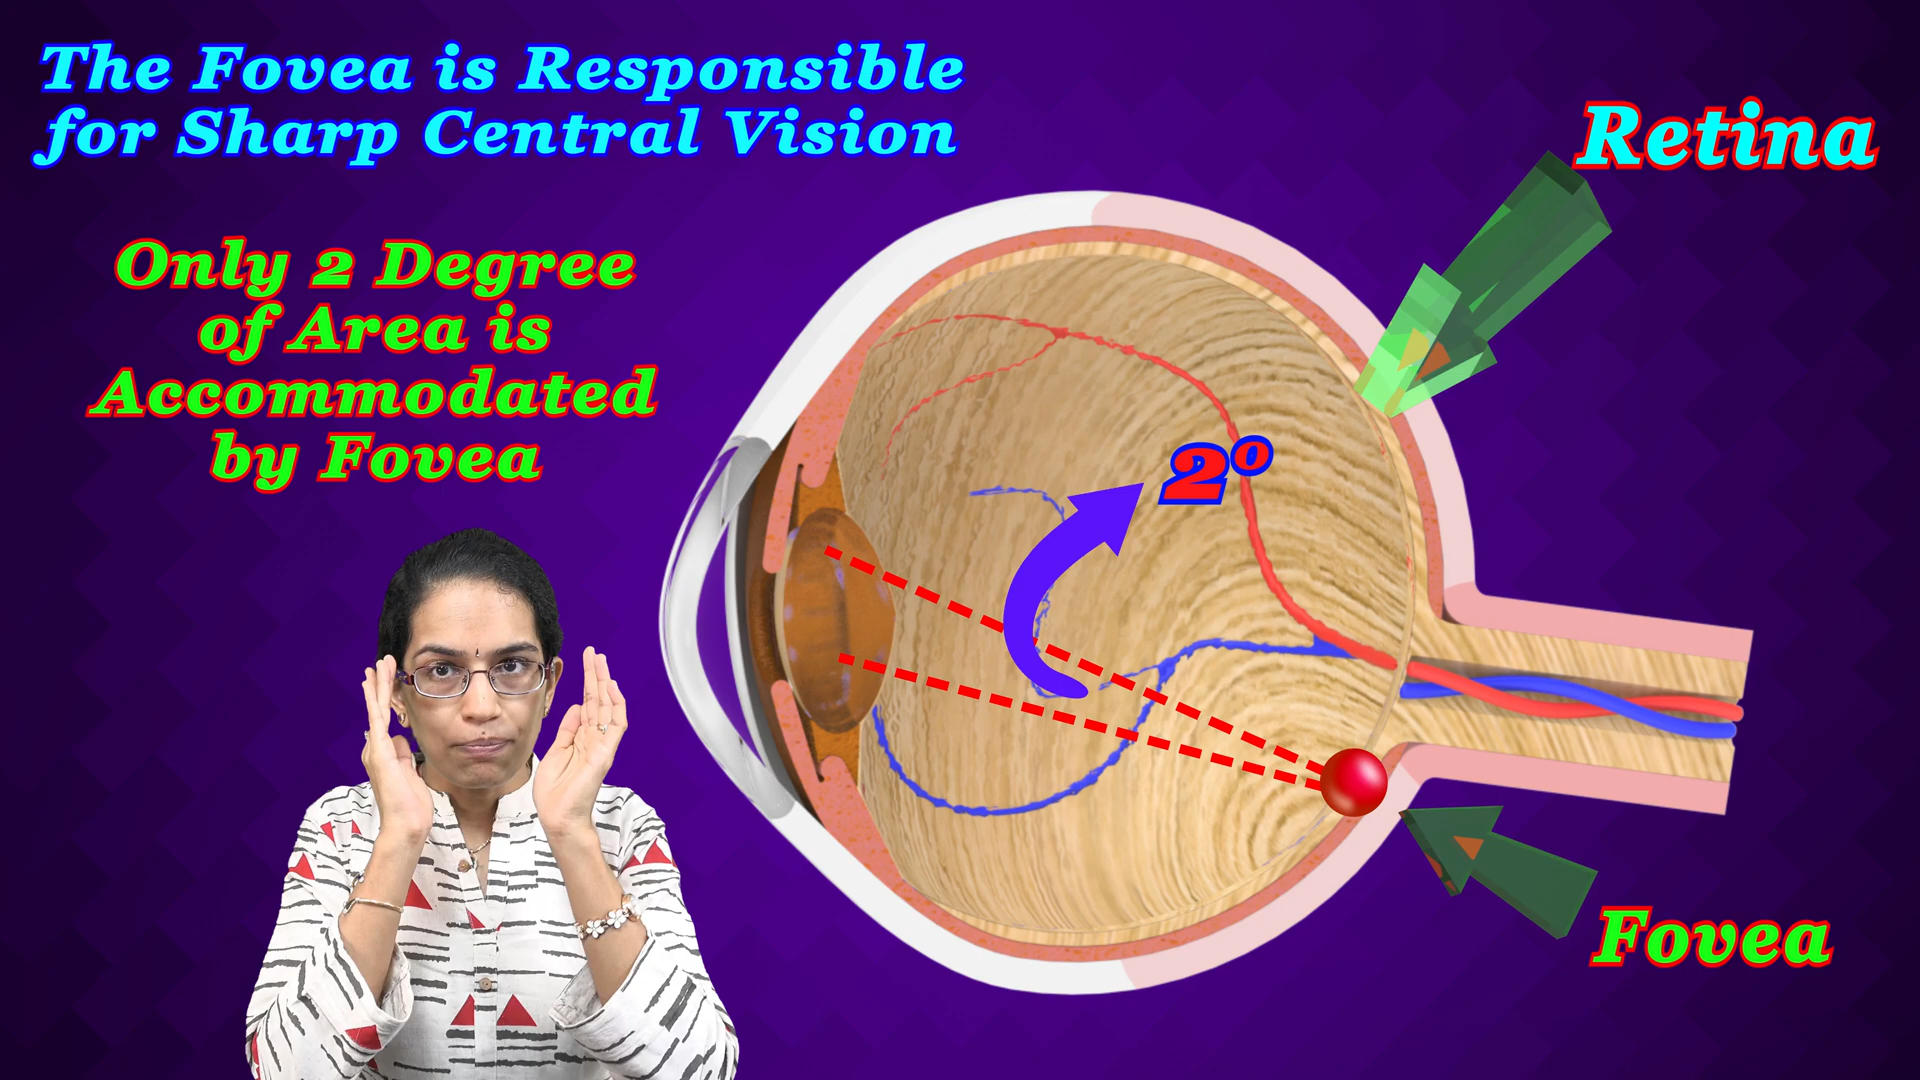 The Fovea is Responsible
for Sharp Central Vision
Retina
Only 2 Degree
of Area is
Accommodated
by Fovea
2º
Fovea